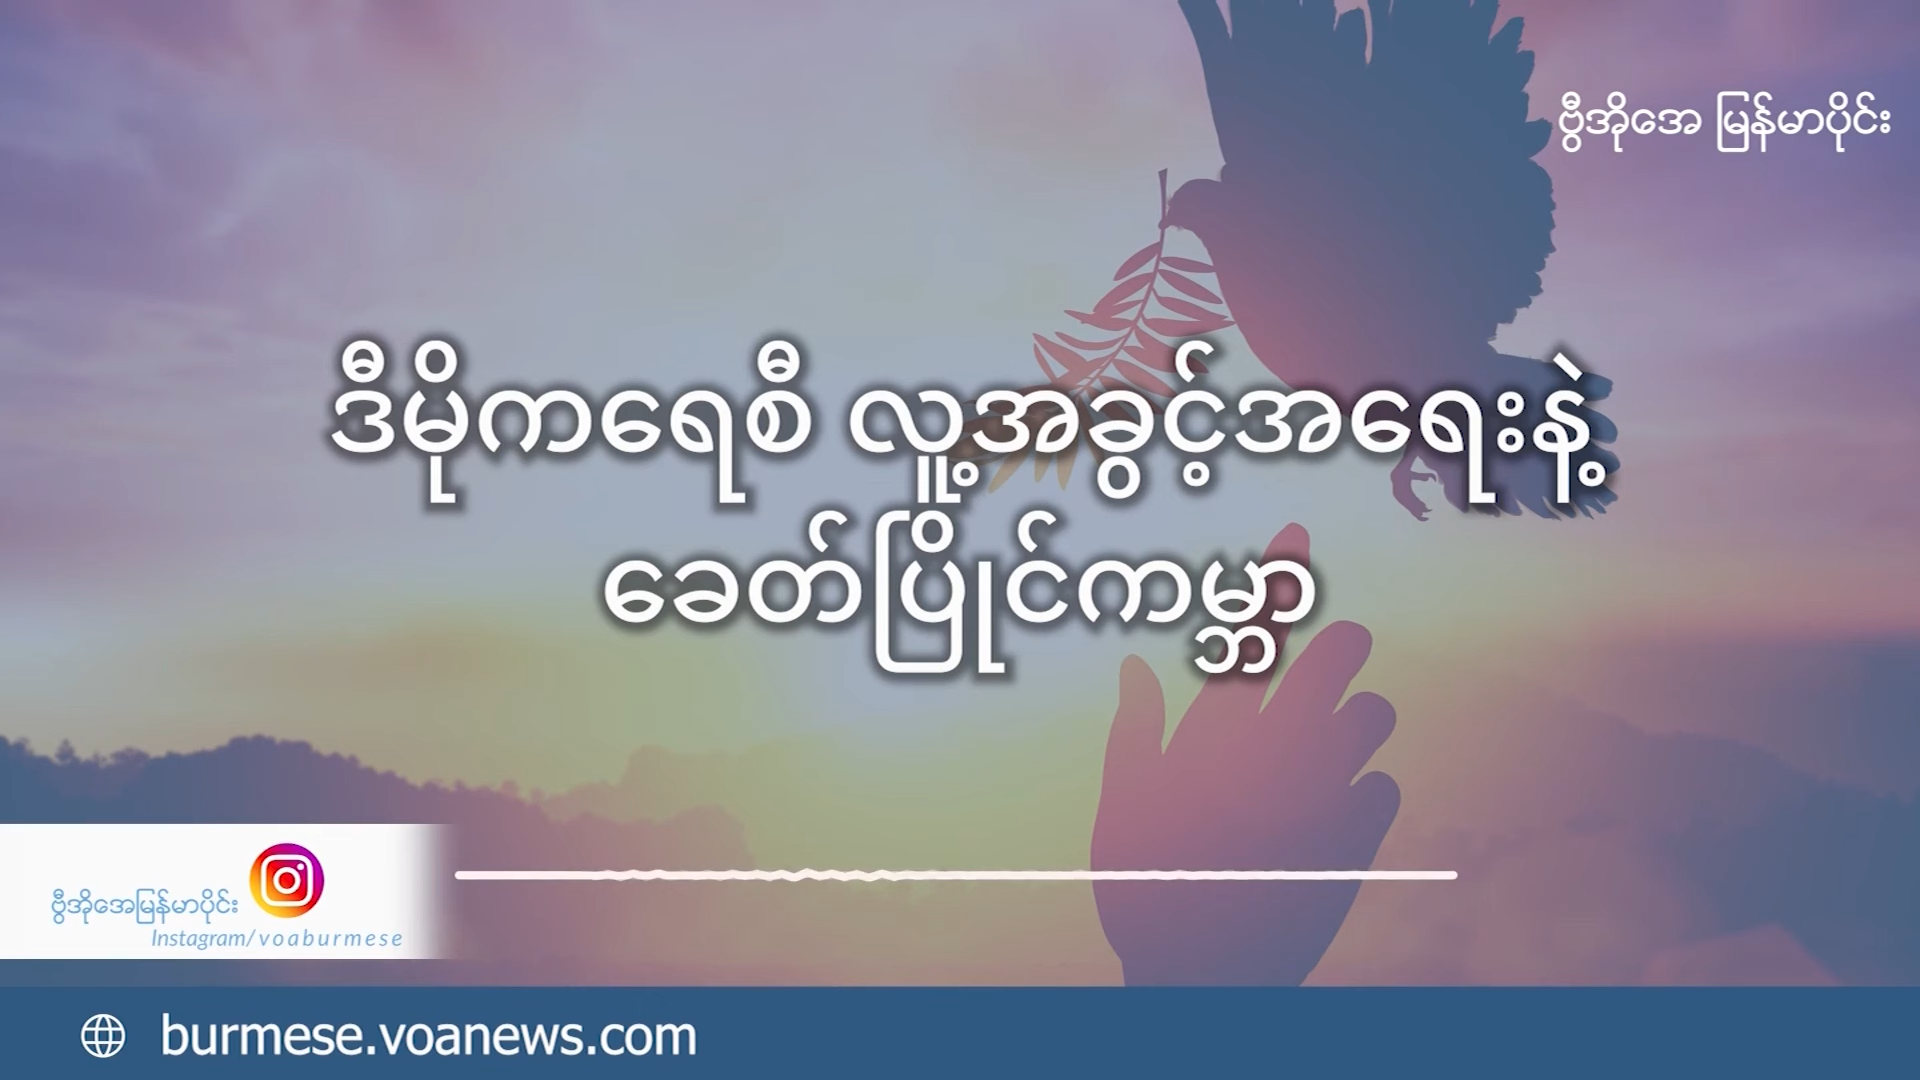 ဗွီအိုအေ မြန်မာပိုင်း
ဒီမိုကရေစီ လူ့အခွင့်အရေးနဲ့
ခေတ်ပြိုင်ကမ္ဘာ
ဗွီအိုအေမြန်မာပိုင်း
Instagram/voaburmese
burmese.voanews.com